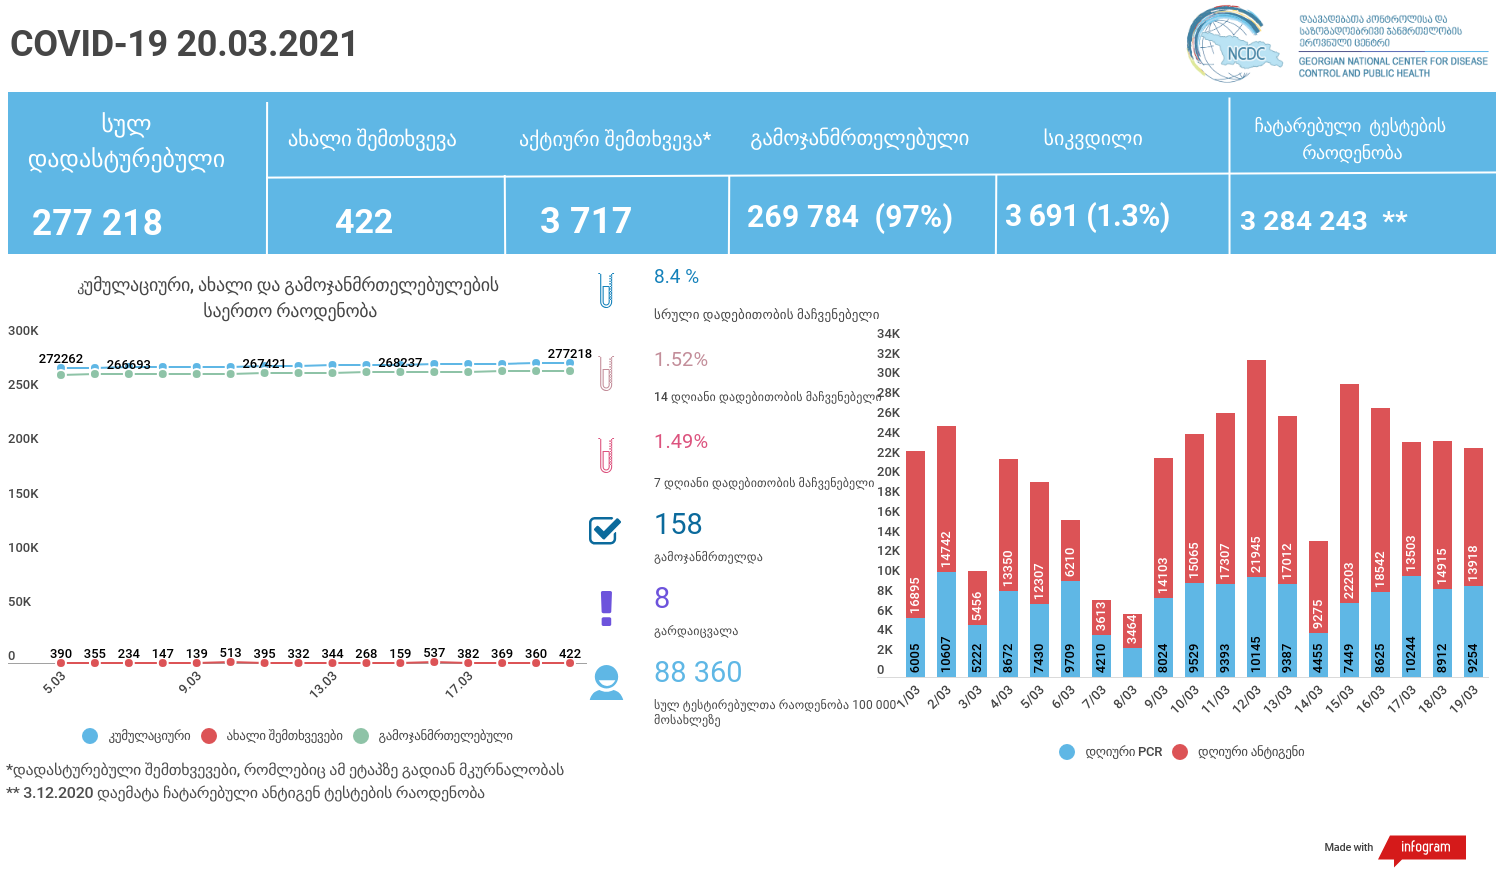 COVID-19 20.03.2021
დაავადებათა კონტროლისა და
საზოგადოებრივი ჯანმრთელობის
ეროვნული ცენტრი
NCDC
GEORGIAN NATIONAL CENTER FOR DISEASE
CONTROL AND PUBLIC HEALTH
სულ
დადასტურებული
277 218
ახალი შემთხვევა
422
აქტიური შემთხვევა*
3 717
გამოჯანმრთელებული
269 784 (97%)
სიკვდილი
3 691 (1.3%)
ჩატარებული ტესტების
რაოდენობა
3 284 243 **
კუმულაციური, ახალი და გამოჯანმრთელებულების
საერთო რაოდენობა
300K
250K
200K
150K
100K
50K
0
272262 266693 267421 268237 277218
390 355 234 147 139 513 395 332 344 268 159 537 382 369 360 422
5.03 9.03 13.03 17.03
კუმულაციური ახალი შემთხვევები გამოჯანმრთელებული
*დადასტურებული შემთხვევები, რომლებიც ამ ეტაპზე გადიან მკურნალობას
** 3.12.2020 დაემატა ჩატარებული ანტიგენ ტესტების რაოდენობა
8.4 %
სრული დადებითობის მაჩვენებელი
1.52%
14 დღიანი დადებითობის მაჩვენებელი
1.49%
7 დღიანი დადებითობის მაჩვენებელი
158
გამოჯანმრთელდა
8
გარდაიცვალა
88 360
სულ ტესტირებულთა რაოდენობა 100 000
მოსახლეზე
34K
32K
30K
28K
26K
24K
22K
20K
18K
16K
14K
12K
10K
8K
6K
4K
2K
0
16895 14742 5456 13350 12307 6210 3613 3464 14103 15065 17307 21945 17012 9275 22203 18542 13503 14915 13918
6005 10607 5222 8672 7430 9709 4210 8024 9529 9393 10145 9387 4455 7449 8625 10244 8912 9254
1/03 2/03 3/03 4/03 5/03 6/03 7/03 8/03 9/03 10/03 11/03 12/03 13/03 14/03 15/03 16/03 17/03 18/03 19/03
დღიური PCR დღიური ანტიგენი
Made with infogram